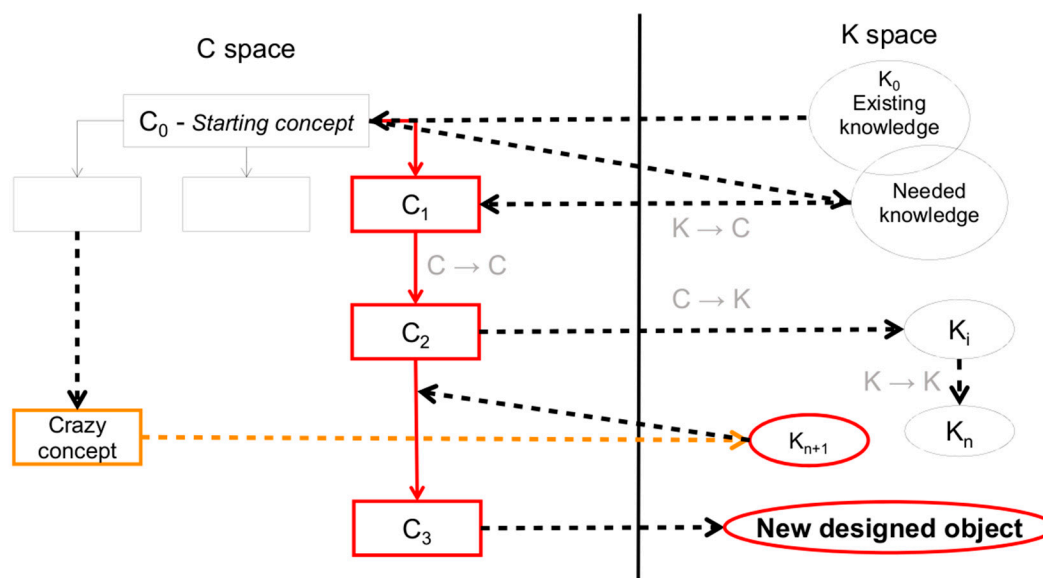 C space
K space
K₀
Existing
knowledge
C₀ - Starting concept
Needed
knowledge
C₁
K → C
C → C
C → K
C₂
Kᵢ
K → K
Crazy
concept
Kₙ₊₁
Kₙ
C₃
New designed object